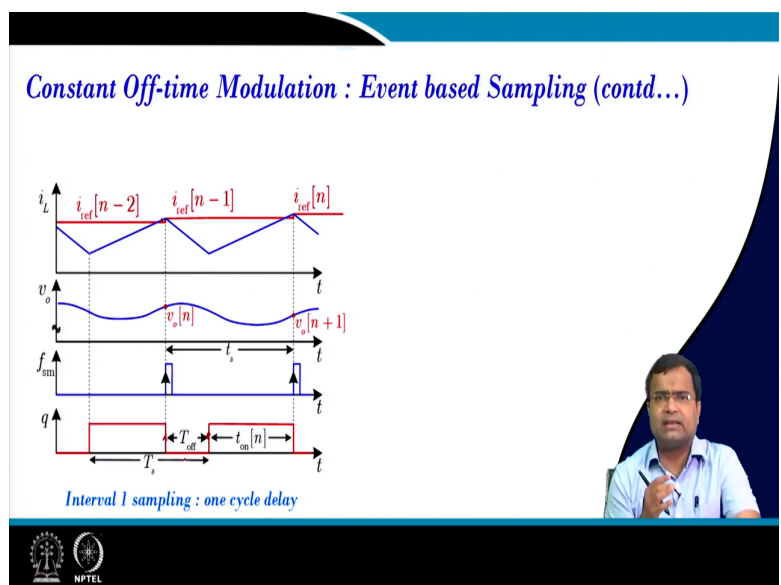 Constant Off-time Modulation : Event based Sampling (contd...)
i_L
i_ref[n − 2]
i_ref[n − 1]
i_ref[n]
t
v_o
v_o[n]
v_o[n + 1]
t_s
t
f_sm
t
q
T_off
t_on[n]
T_s
t
Interval 1 sampling : one cycle delay
NPTEL